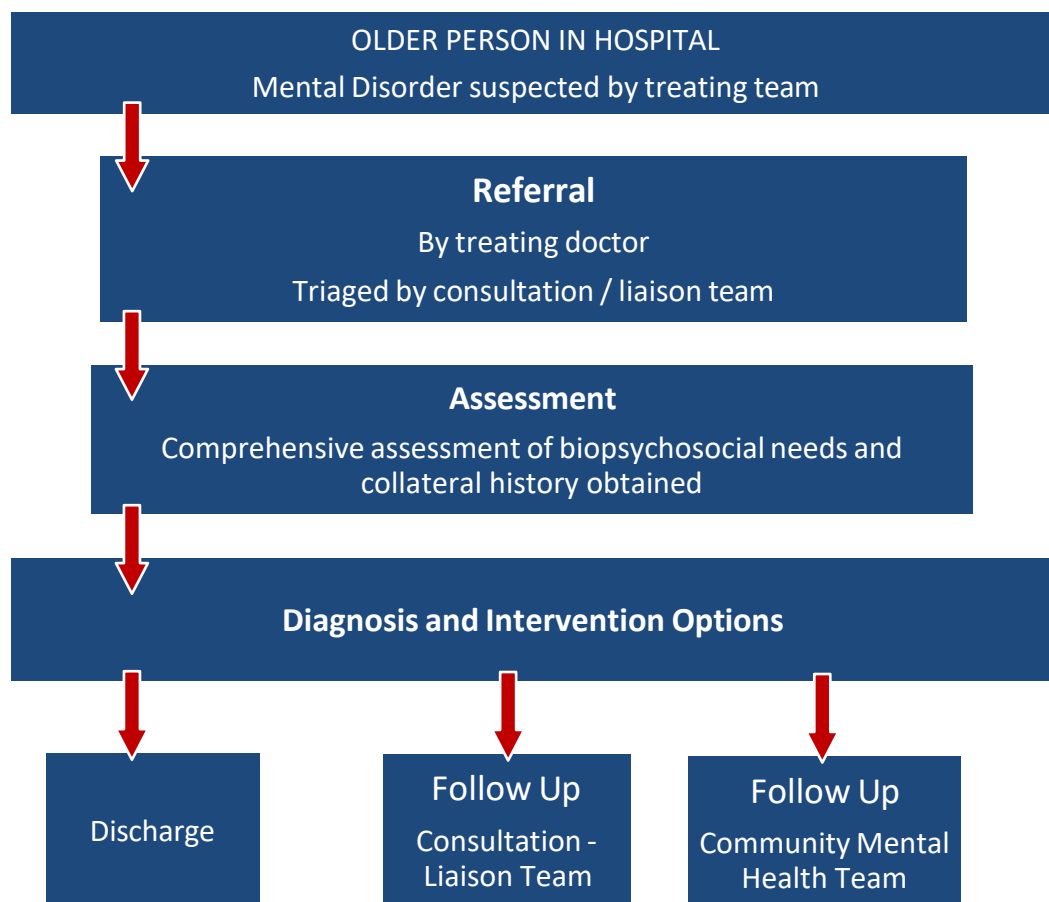 OLDER PERSON IN HOSPITAL
Mental Disorder suspected by treating team
Referral
By treating doctor
Triaged by consultation / liaison team
Assessment
Comprehensive assessment of biopsychosocial needs and
collateral history obtained
Diagnosis and Intervention Options
Discharge
Follow Up
Consultation -
Liaison Team
Follow Up
Community Mental
Health Team